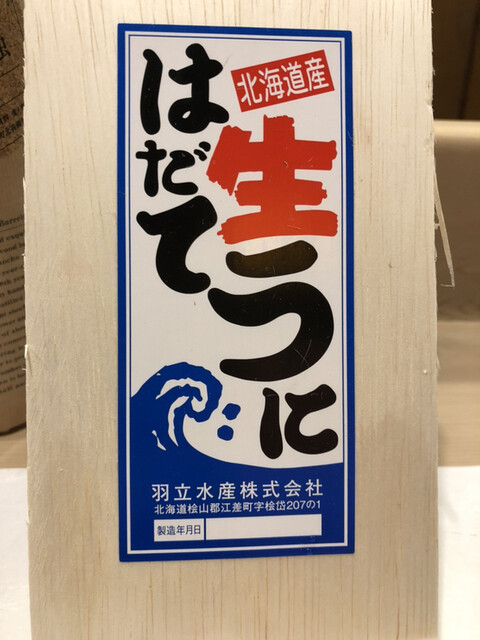 北海道産
生うに
はだて
羽立水産株式会社
北海道桧山郡江差町字桧岱207の1
製造年月日